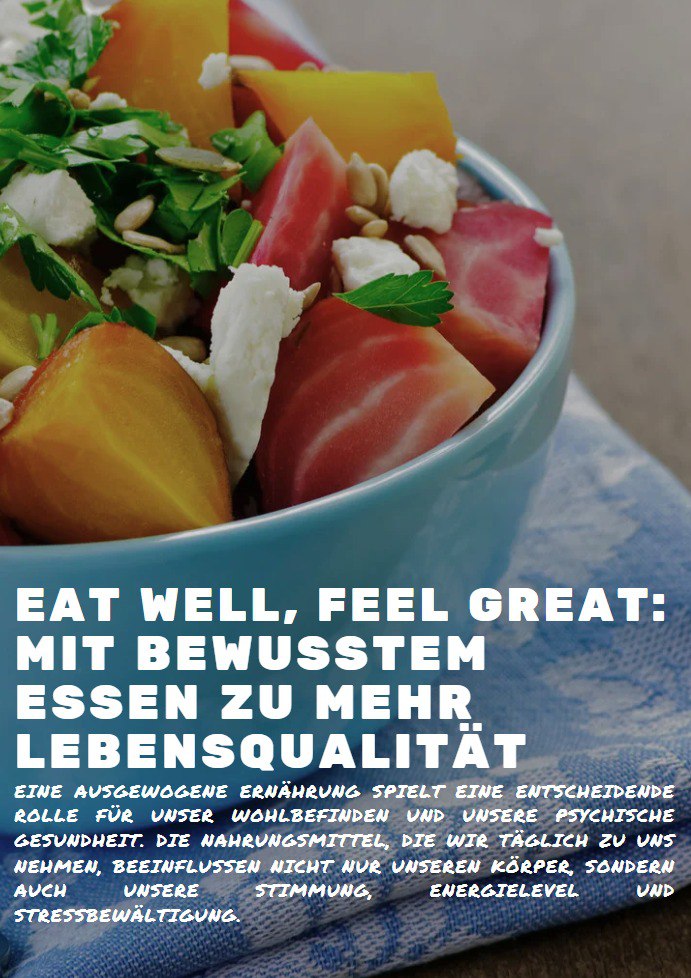 EAT WELL, FEEL GREAT:
MIT BEWUSSTEM
ESSEN ZU MEHR
LEBENSQUALITÄT
EINE AUSGEWOGENE ERNÄHRUNG SPIELT EINE ENTSCHEIDENDE
ROLLE FÜR UNSER WOHLBEFINDEN UND UNSERE PSYCHISCHE
GESUNDHEIT. DIE NAHRUNGSMITTEL, DIE WIR TÄGLICH ZU UNS
NEHMEN, BEEINFLUSSEN NICHT NUR UNSEREN KÖRPER, SONDERN
AUCH UNSERE STIMMUNG, ENERGIELEVEL UND
STRESSBEWÄLTIGUNG.